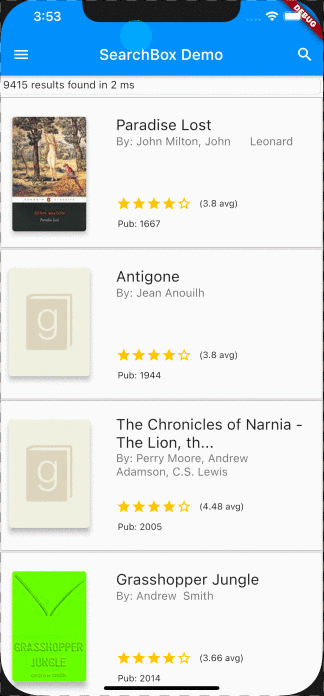 3:53
DEBUG
SearchBox Demo
9415 results found in 2 ms
Paradise Lost
By: John Milton, John Leonard
(3.8 avg)
Pub: 1667
Antigone
By: Jean Anouilh
g
(3.8 avg)
Pub: 1944
The Chronicles of Narnia -
The Lion, th...
By: Perry Moore, Andrew
Adamson, C.S. Lewis
g
(4.48 avg)
Pub: 2005
Grasshopper Jungle
By: Andrew Smith
GRASSHOPPER
JUNGLE
(3.66 avg)
Pub: 2014